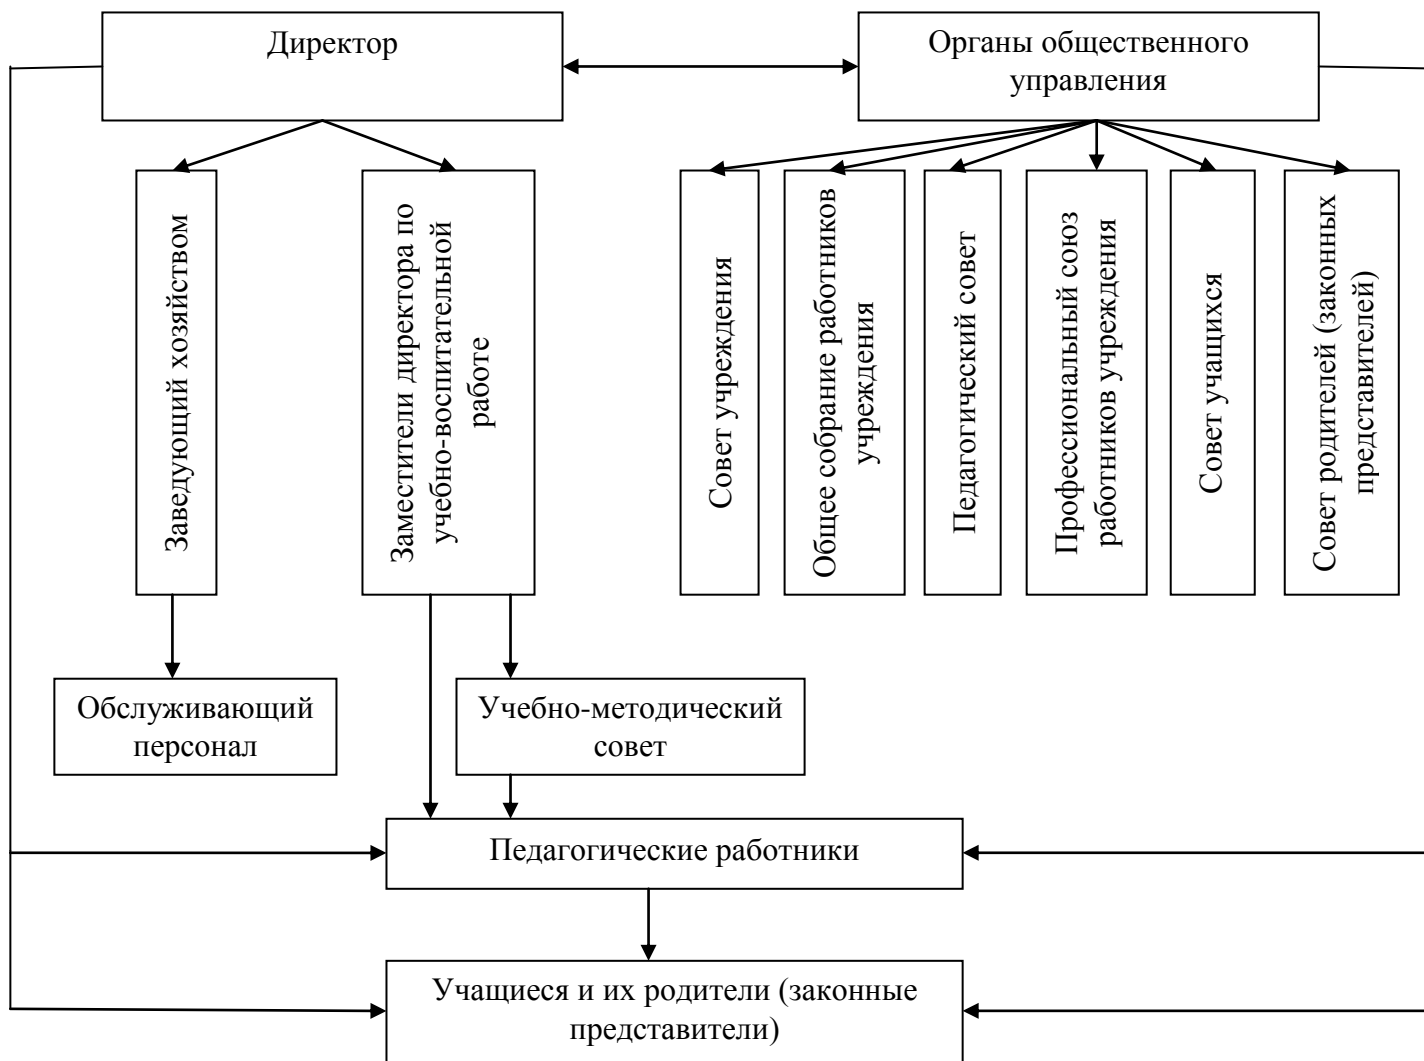 Директор
Органы общественного
управления
Заведующий хозяйством
Заместители директора по
учебно-воспитательной
работе
Совет учреждения
Общее собрание работников
учреждения
Педагогический совет
Профессиональный союз
работников учреждения
Совет учащихся
Совет родителей (законных
представителей)
Обслуживающий
персонал
Учебно-методический
совет
Педагогические работники
Учащиеся и их родители (законные
представители)